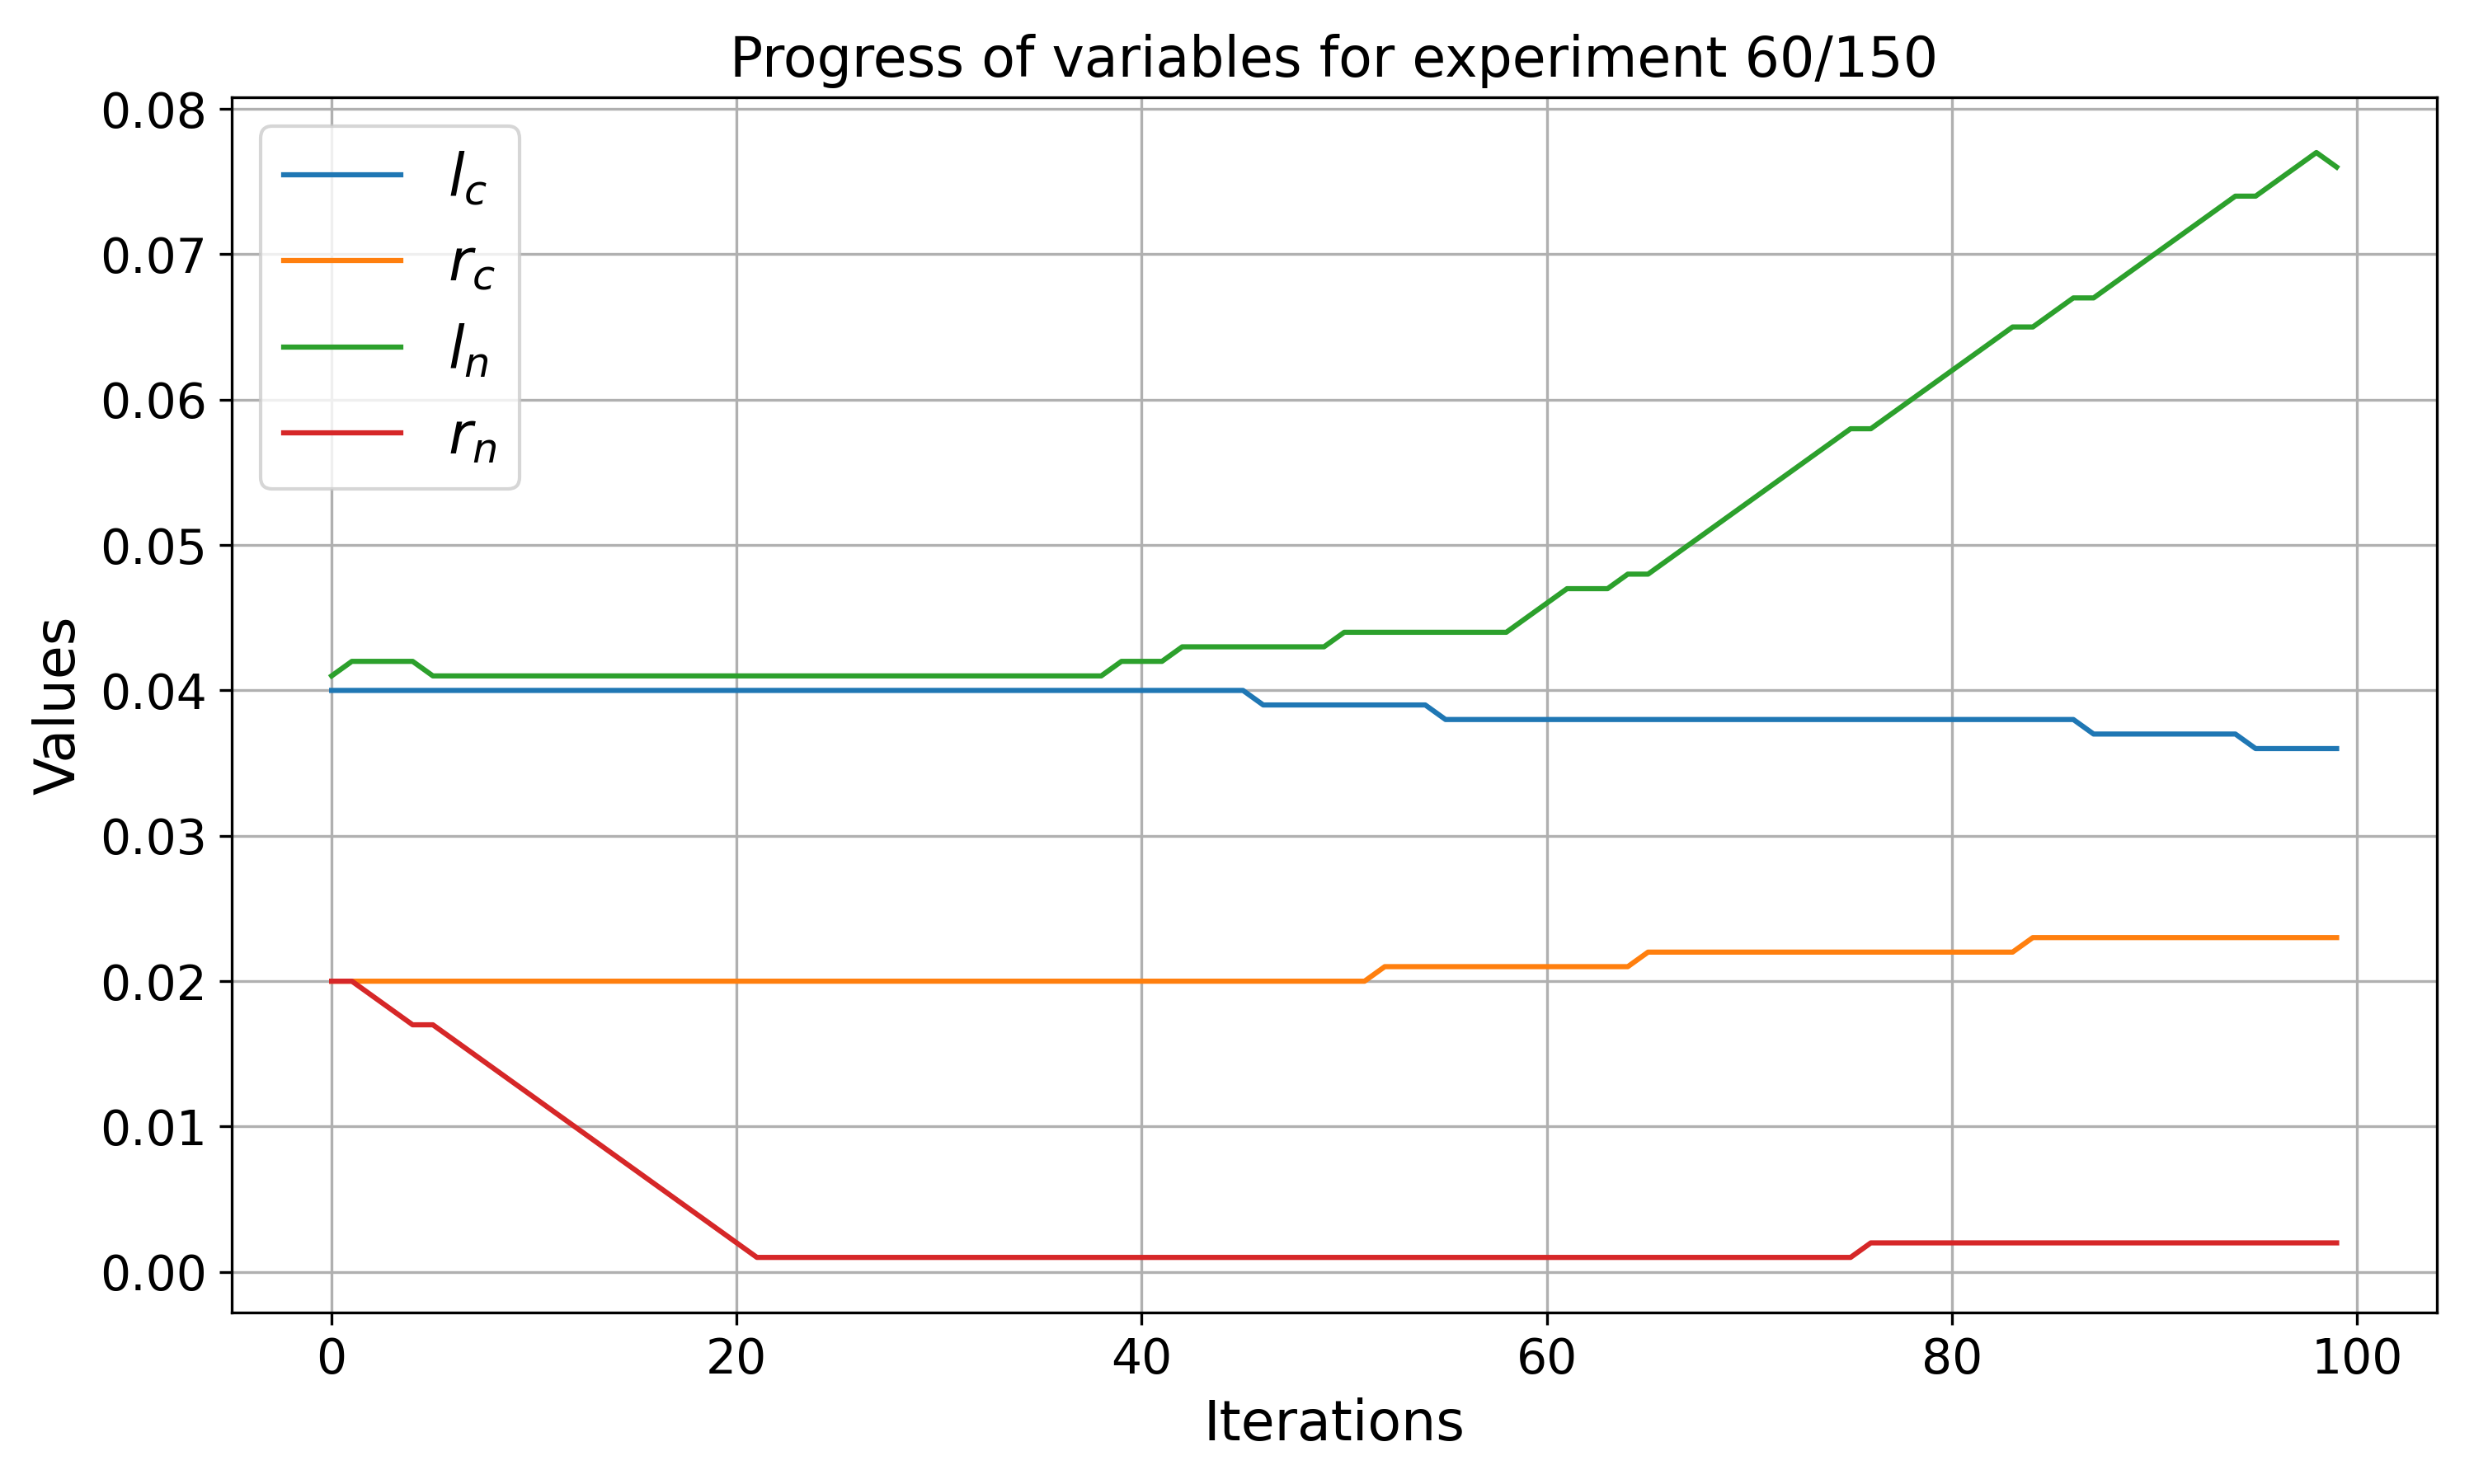 Progress of variables for experiment 60/150
0.08
0.07
0.06
0.05
0.04
0.03
0.02
0.01
0.00
Values
l_c
r_c
l_n
r_n
0 20 40 60 80 100
Iterations